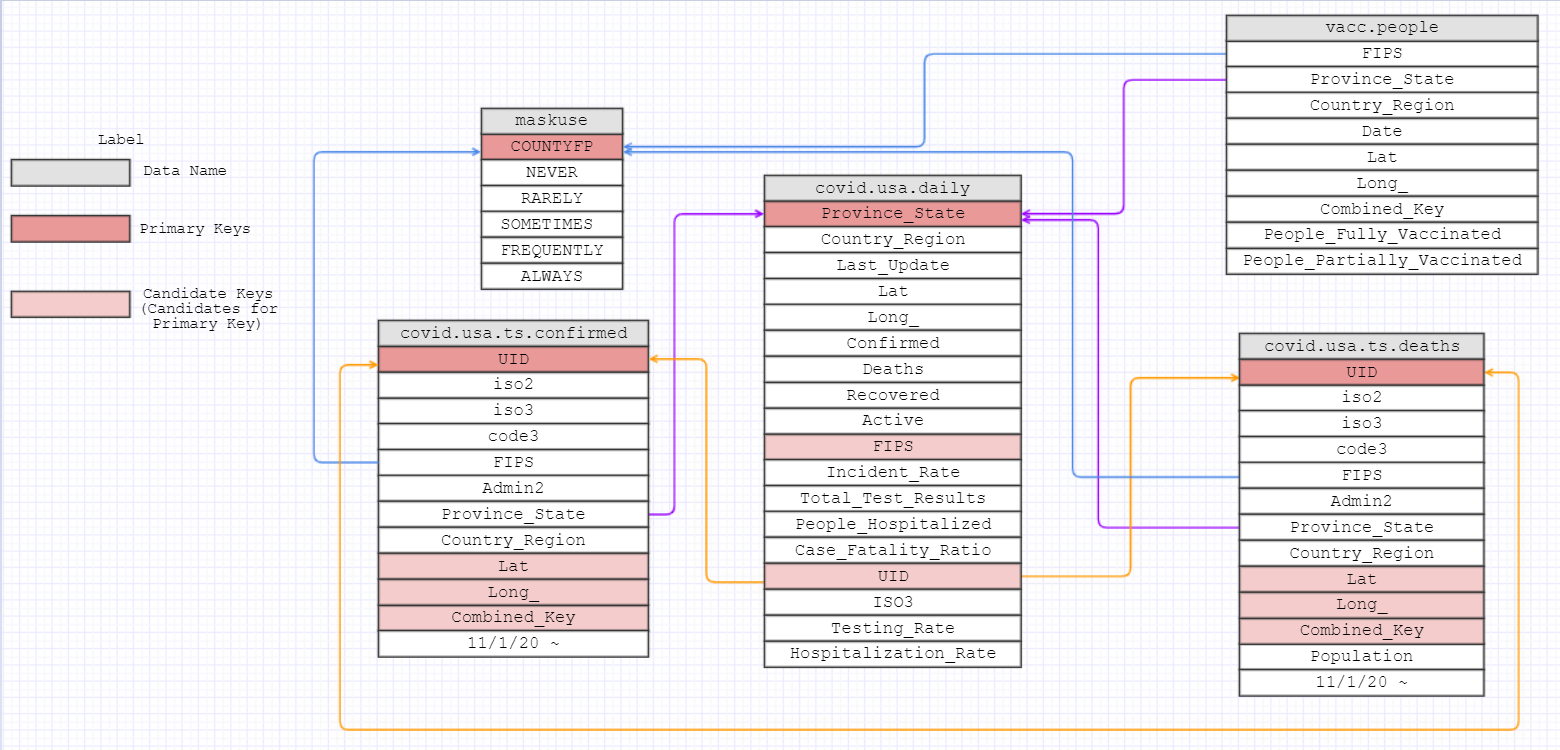 Label
Data Name
Primary Keys
Candidate Keys
(Candidates for
Primary Key)
maskuse
COUNTYFP
NEVER
RARELY
SOMETIMES
FREQUENTLY
ALWAYS
covid.usa.ts.confirmed
UID
iso2
iso3
code3
FIPS
Admin2
Province_State
Country_Region
Lat
Long_
Combined_Key
11/1/20 ~
covid.usa.daily
Province_State
Country_Region
Last_Update
Lat
Long_
Confirmed
Deaths
Recovered
Active
FIPS
Incident_Rate
Total_Test_Results
People_Hospitalized
Case_Fatality_Ratio
UID
ISO3
Testing_Rate
Hospitalization_Rate
vacc.people
FIPS
Province_State
Country_Region
Date
Lat
Long_
Combined_Key
People_Fully_Vaccinated
People_Partially_Vaccinated
covid.usa.ts.deaths
UID
iso2
iso3
code3
FIPS
Admin2
Province_State
Country_Region
Lat
Long_
Combined_Key
Population
11/1/20 ~